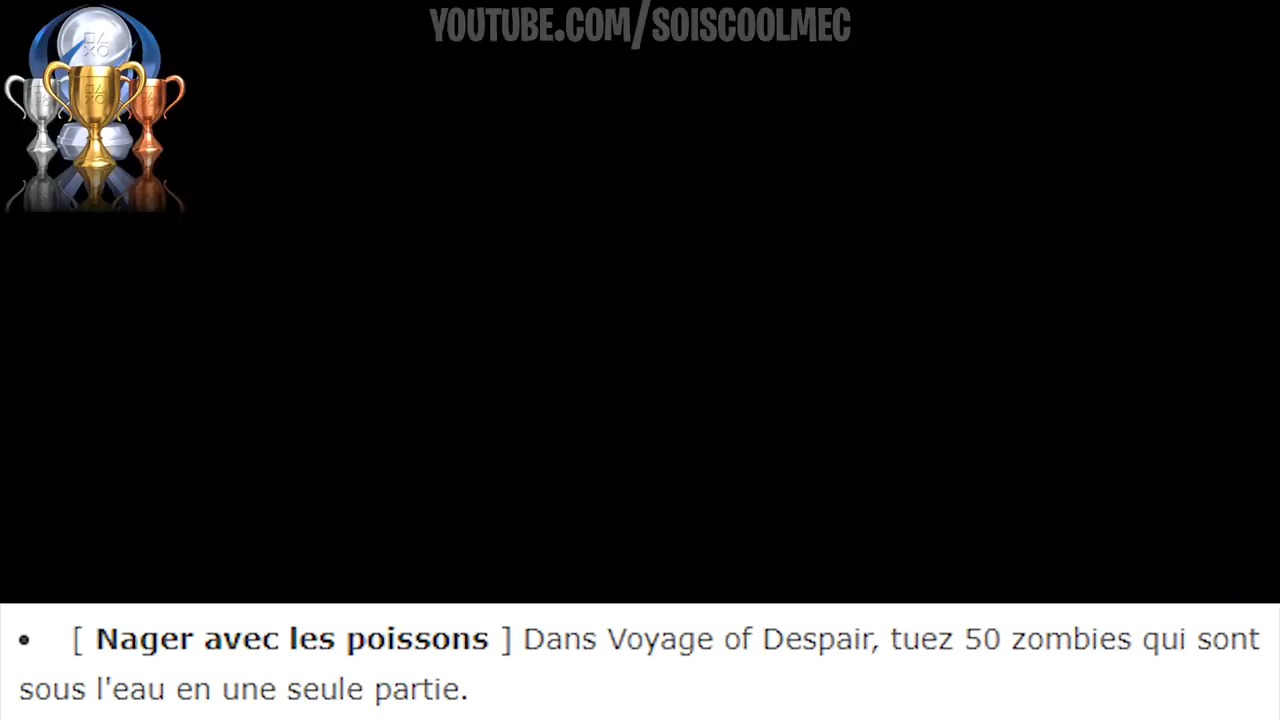 YOUTUBE.COM/SOISCOOLMEC
• [ Nager avec les poissons ] Dans Voyage of Despair, tuez 50 zombies qui sont
sous l'eau en une seule partie.